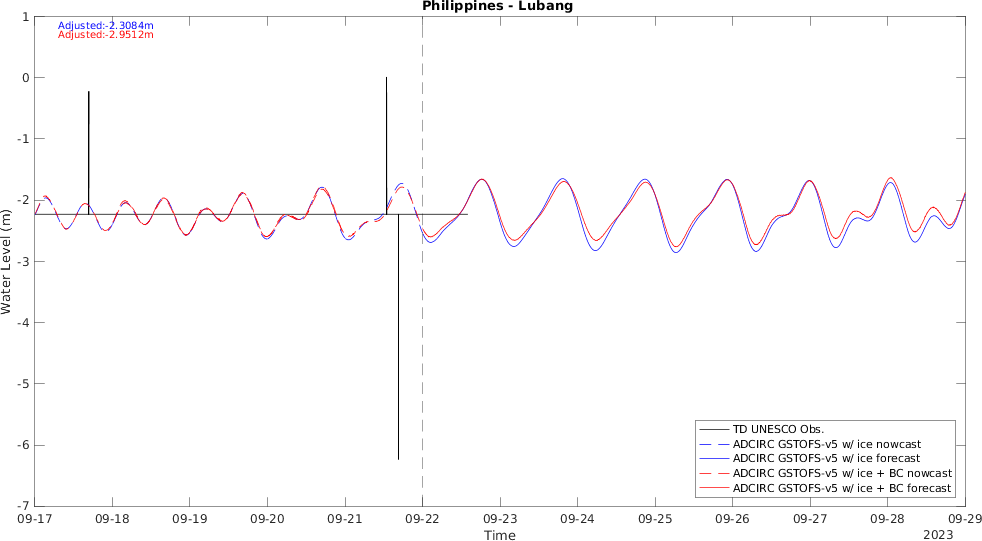 Philippines - Lubang
Adjusted:-2.3084m
Adjusted:-2.9512m
Water Level (m)
1
0
-1
-2
-3
-4
-5
-6
-7
TD UNESCO Obs.
ADCIRC GSTOFS-v5 w/ ice nowcast
ADCIRC GSTOFS-v5 w/ ice forecast
ADCIRC GSTOFS-v5 w/ ice + BC nowcast
ADCIRC GSTOFS-v5 w/ ice + BC forecast
09-17 09-18 09-19 09-20 09-21 09-22 09-23 09-24 09-25 09-26 09-27 09-28 09-29
Time
2023